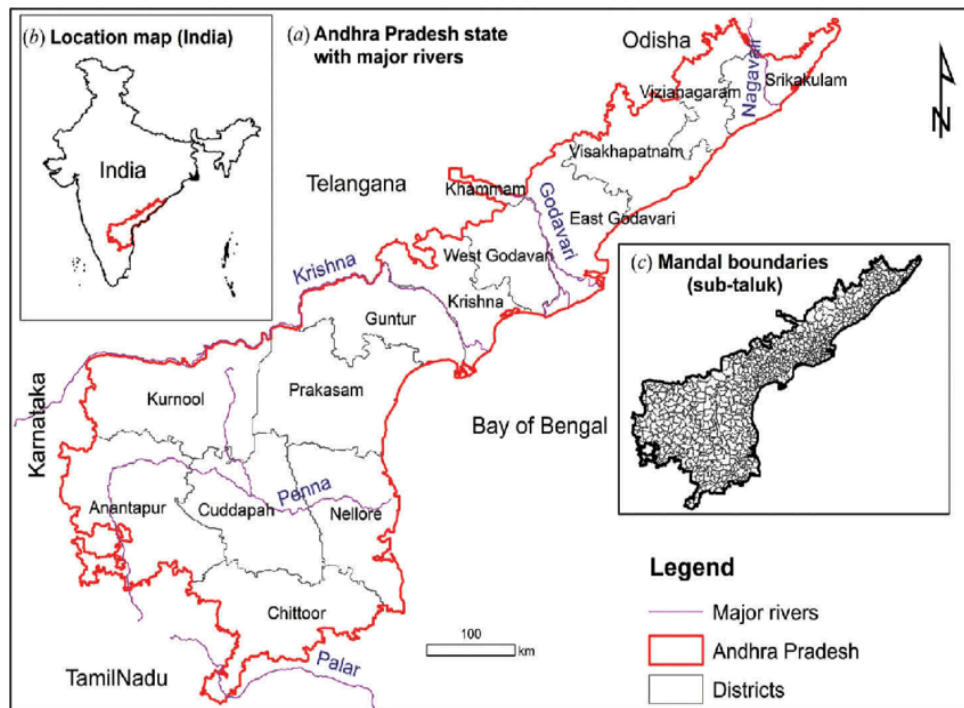 (b) Location map (India)
India
(a) Andhra Pradesh state
with major rivers
Odisha
Nagavali
Srikakulam
Vizianagaram
Visakhapatnam
Telangana
Khammam
Godavari
East Godavari
West Godavari
Krishna
Krishna
Guntur
(c) Mandal boundaries
(sub-taluk)
N
Karnataka
Kurnool
Prakasam
Bay of Bengal
Anantapur
Cuddapah
Penna
Nellore
Chittoor
TamilNadu
Palar
100
km
Legend
Major rivers
Andhra Pradesh
Districts